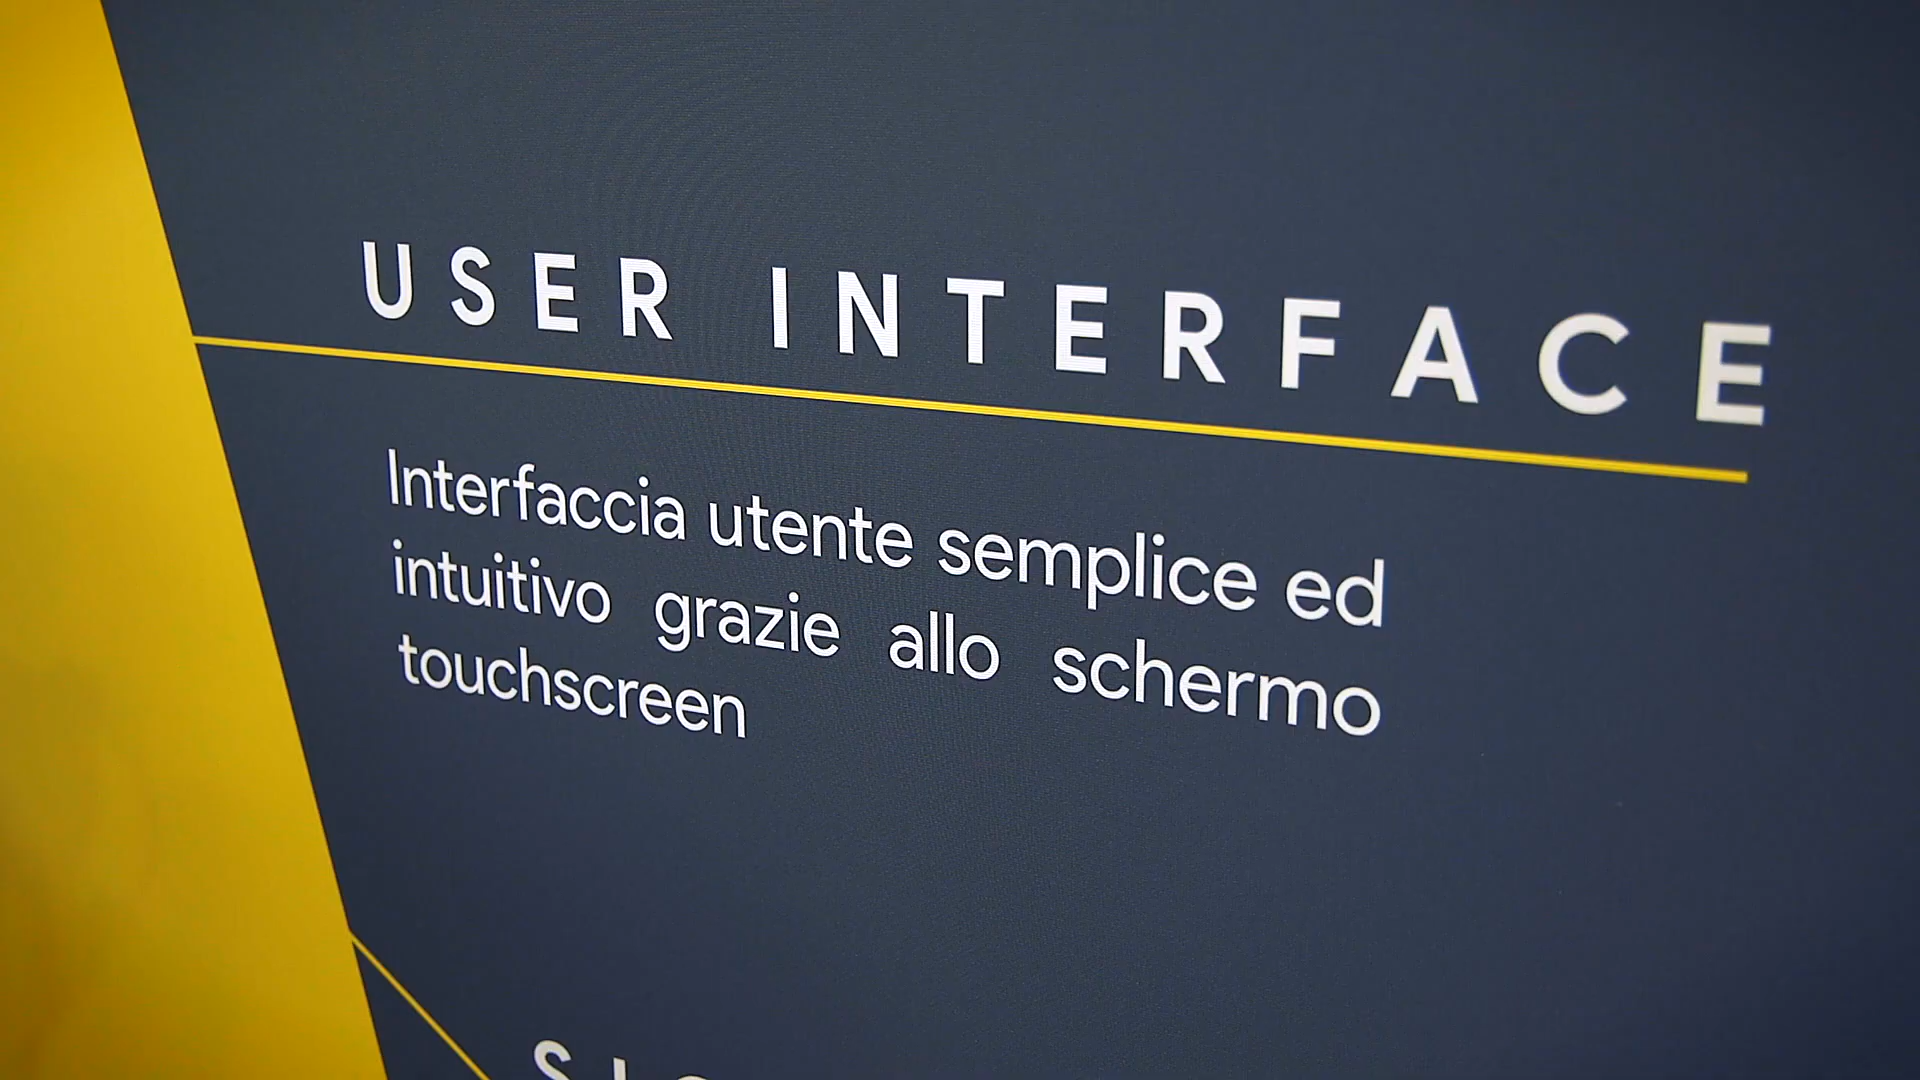 USER INTERFACE
Interfaccia utente semplice ed
intuitivo grazie allo schermo
touchscreen